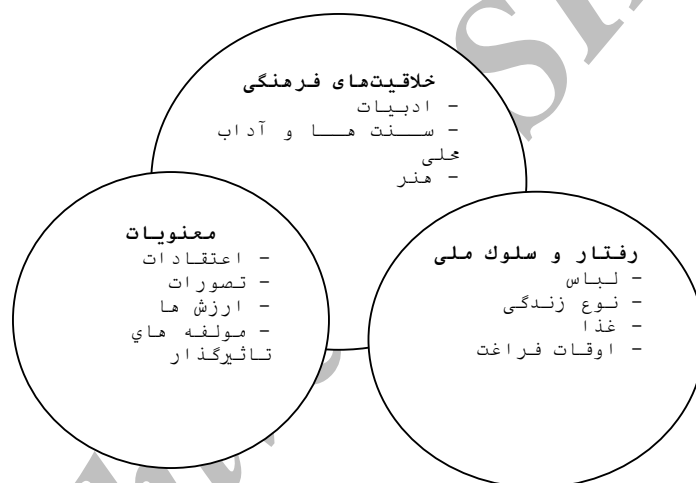 خلاقیت‌های فرهنگی
- ادبیات
- سنت هـا و آداب
محلی
- هنر
معنویات
- اعتقادات
- تصورات
- ارزش ها
- مولفه هاي
تاثیرگذار
رفتار و سلوك ملی
- لباس
- نوع زندگی
- غذا
- اوقات فراغت